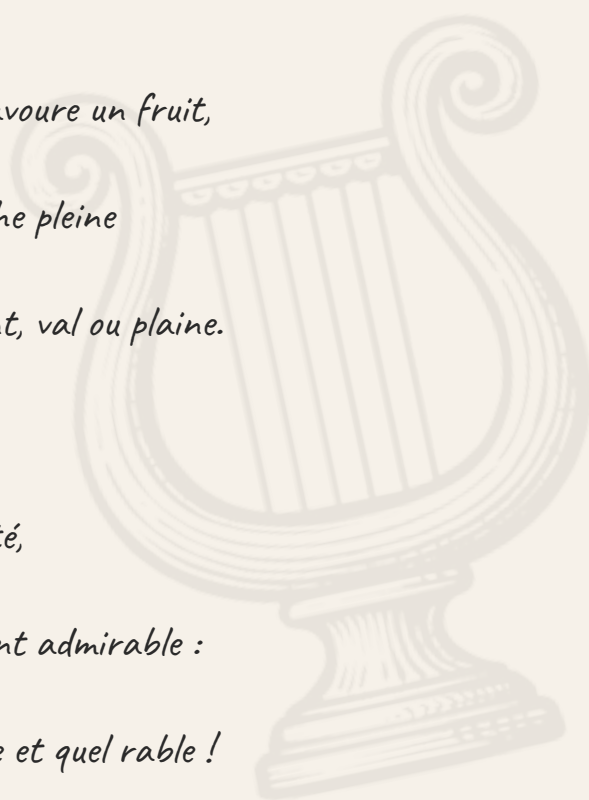 avoure un fruit,
he pleine
t, val ou plaine.
té,
nt admirable :
e et quel rable !